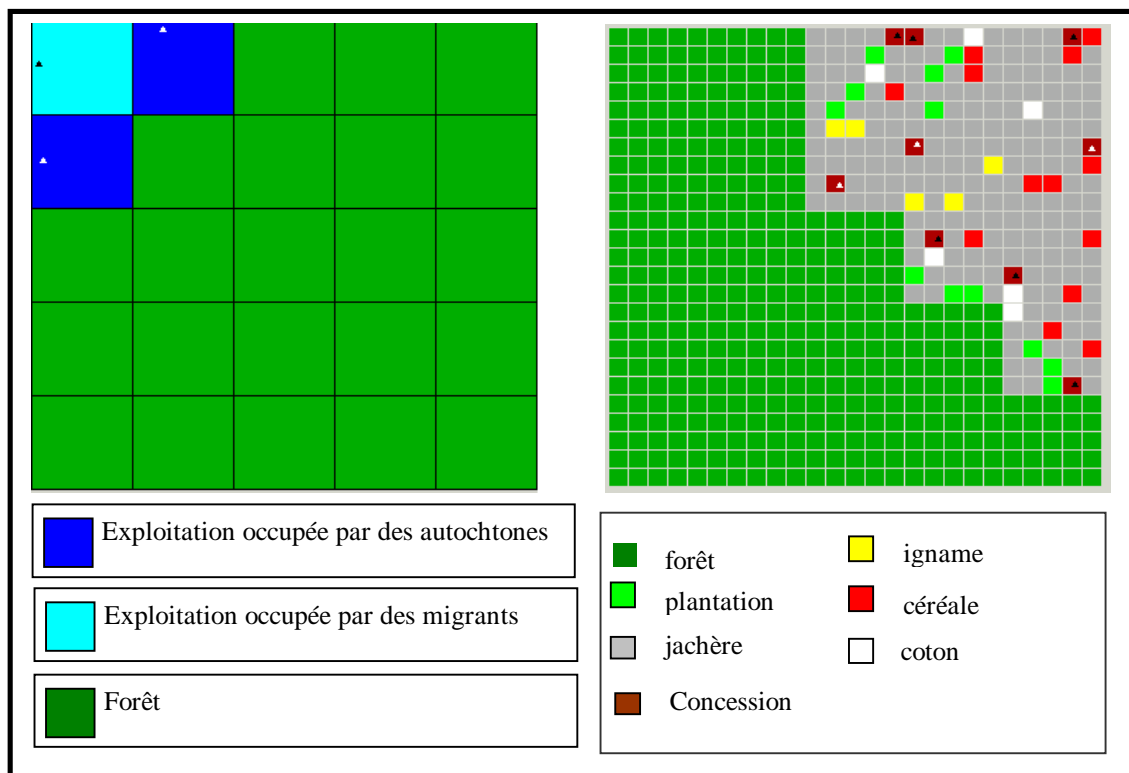 Exploitation occupée par des autochtones
Exploitation occupée par des migrants
Forêt
forêt
plantation
jachère
Concession
igname
céréale
coton